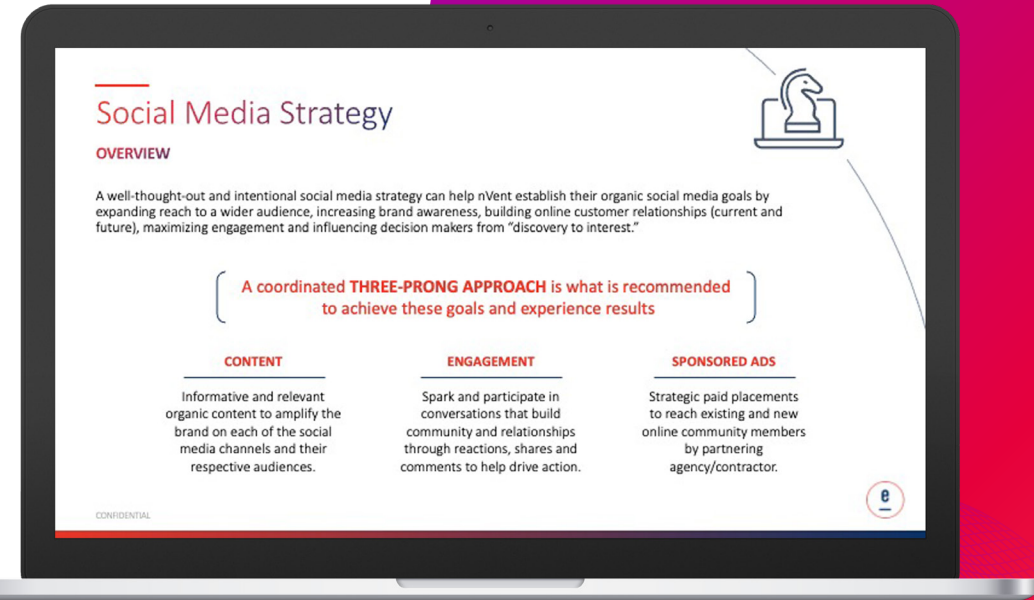 Social Media Strategy
OVERVIEW
A well-thought-out and intentional social media strategy can help nVent establish their organic social media goals by
expanding reach to a wider audience, increasing brand awareness, building online customer relationships (current and
future), maximizing engagement and influencing decision makers from “discovery to interest.”
A coordinated THREE-PRONG APPROACH is what is recommended
to achieve these goals and experience results
CONTENT
Informative and relevant
organic content to amplify the
brand on each of the social
media channels and their
respective audiences.
ENGAGEMENT
Spark and participate in
conversations that build
community and relationships
through reactions, shares and
comments to help drive action.
SPONSORED ADS
Strategic paid placements
to reach existing and new
online community members
by partnering
agency/contractor.
CONFIDENTIAL
e